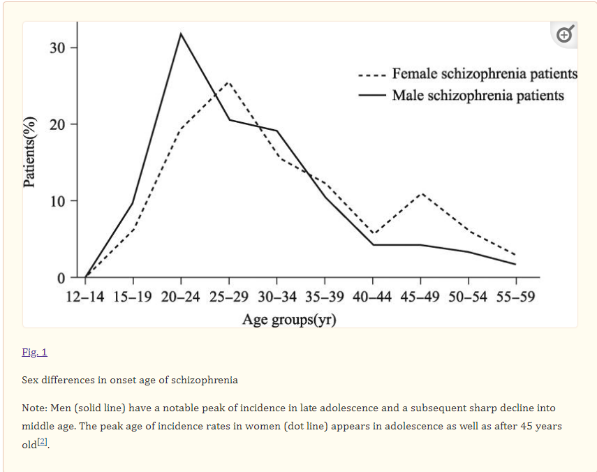 30
Female schizophrenia patients
Male schizophrenia patients
20
Patients(%)
10
0
12–14 15–19 20–24 25–29 30–34 35–39 40–44 45–49 50–54 55–59
Age groups(yr)
Fig. 1
Sex differences in onset age of schizophrenia
Note: Men (solid line) have a notable peak of incidence in late adolescence and a subsequent sharp decline into
middle age. The peak age of incidence rates in women (dot line) appears in adolescence as well as after 45 years
old[2].